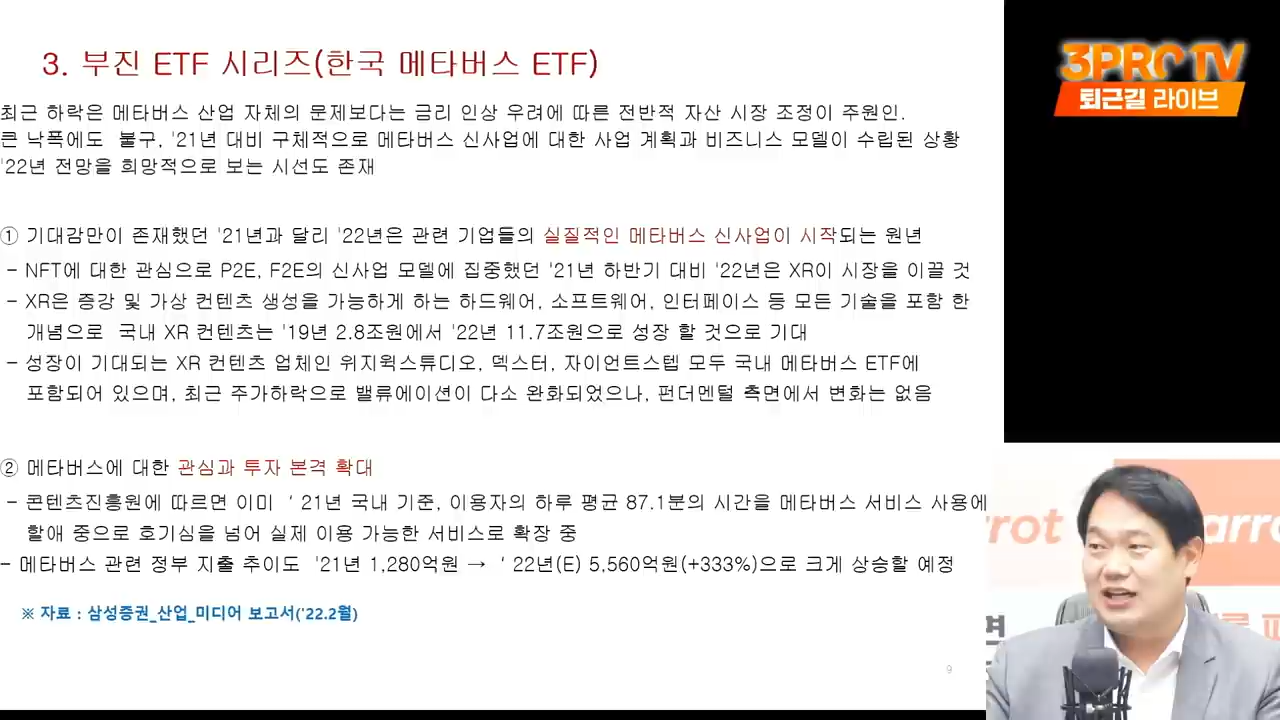 3. 부진 ETF 시리즈(한국 메타버스 ETF)
최근 하락은 메타버스 산업 자체의 문제보다는 금리 인상 우려에 따른 전반적 자산 시장 조정이 주원인.
큰 낙폭에도 불구, '21년 대비 구체적으로 메타버스 신사업에 대한 사업 계획과 비즈니스 모델이 수립된 상황
'22년 전망을 희망적으로 보는 시선도 존재
① 기대감만이 존재했던 '21년과 달리 '22년은 관련 기업들의 실질적인 메타버스 신사업이 시작되는 원년
- NFT에 대한 관심으로 P2E, F2E의 신사업 모델에 집중했던 '21년 하반기 대비 '22년은 XR이 시장을 이끌 것
- XR은 증강 및 가상 컨텐츠 생성을 가능하게 하는 하드웨어, 소프트웨어, 인터페이스 등 모든 기술을 포함 한
개념으로 국내 XR 컨텐츠는 '19년 2.8조원에서 '22년 11.7조원으로 성장 할 것으로 기대
- 성장이 기대되는 XR 컨텐츠 업체인 위지윅스튜디오, 덱스터, 자이언트스텝 모두 국내 메타버스 ETF에
포함되어 있으며, 최근 주가하락으로 밸류에이션이 다소 완화되었으나, 펀더멘털 측면에서 변화는 없음
② 메타버스에 대한 관심과 투자 본격 확대
- 콘텐츠진흥원에 따르면 이미 ‘ 21년 국내 기준, 이용자의 하루 평균 87.1분의 시간을 메타버스 서비스 사용에
할애 중으로 호기심을 넘어 실제 이용 가능한 서비스로 확장 중
- 메타버스 관련 정부 지출 추이도 '21년 1,280억원 → ‘ 22년(E) 5,560억원(+333%)으로 크게 상승할 예정
※ 자료 : 삼성증권_산업_미디어 보고서('22.2월)
9
3PRO TV
퇴근길 라이브
rrot
arro